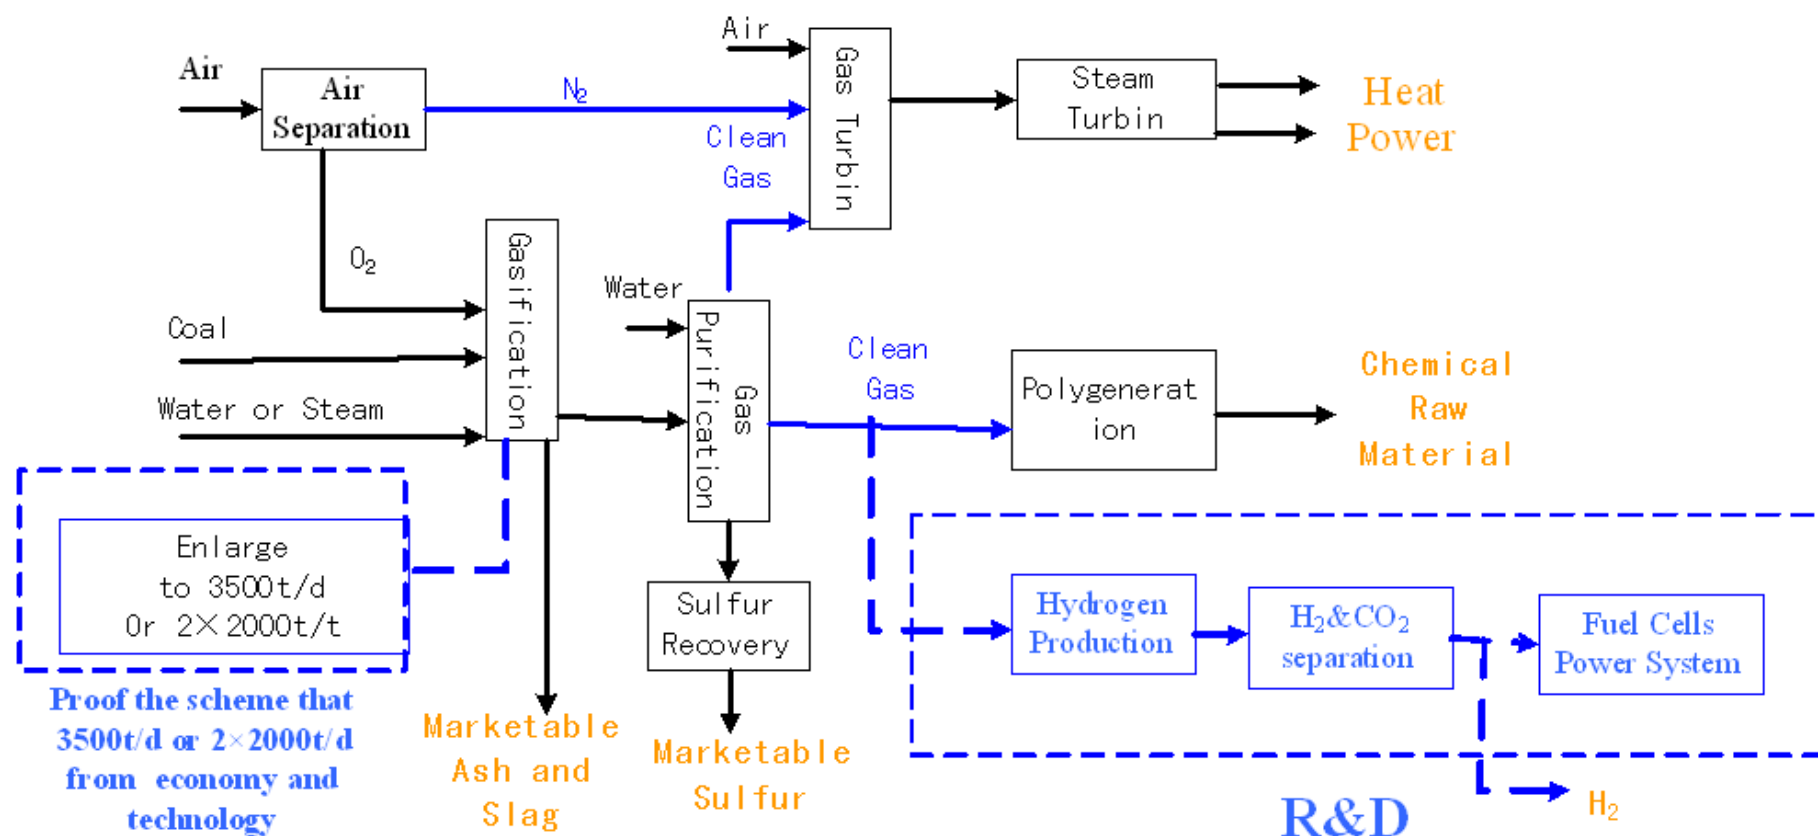 Air
Air
Separation
N₂
Air
Gas Turbin
Steam
Turbin
Heat
Power
Clean
Gas
O₂
Gasification
Coal
Water or Steam
Water
Gas
Purification
Clean
Gas
Polygenerat
ion
Chemical
Raw
Material
Enlarge
to 3500t/d
Or 2×2000t/t
Proof the scheme that
3500t/d or 2×2000t/d
from economy and
technology
Marketable
Ash and
Slag
Sulfur
Recovery
Marketable
Sulfur
Hydrogen
Production
H₂&CO₂
separation
Fuel Cells
Power System
H₂
R&D